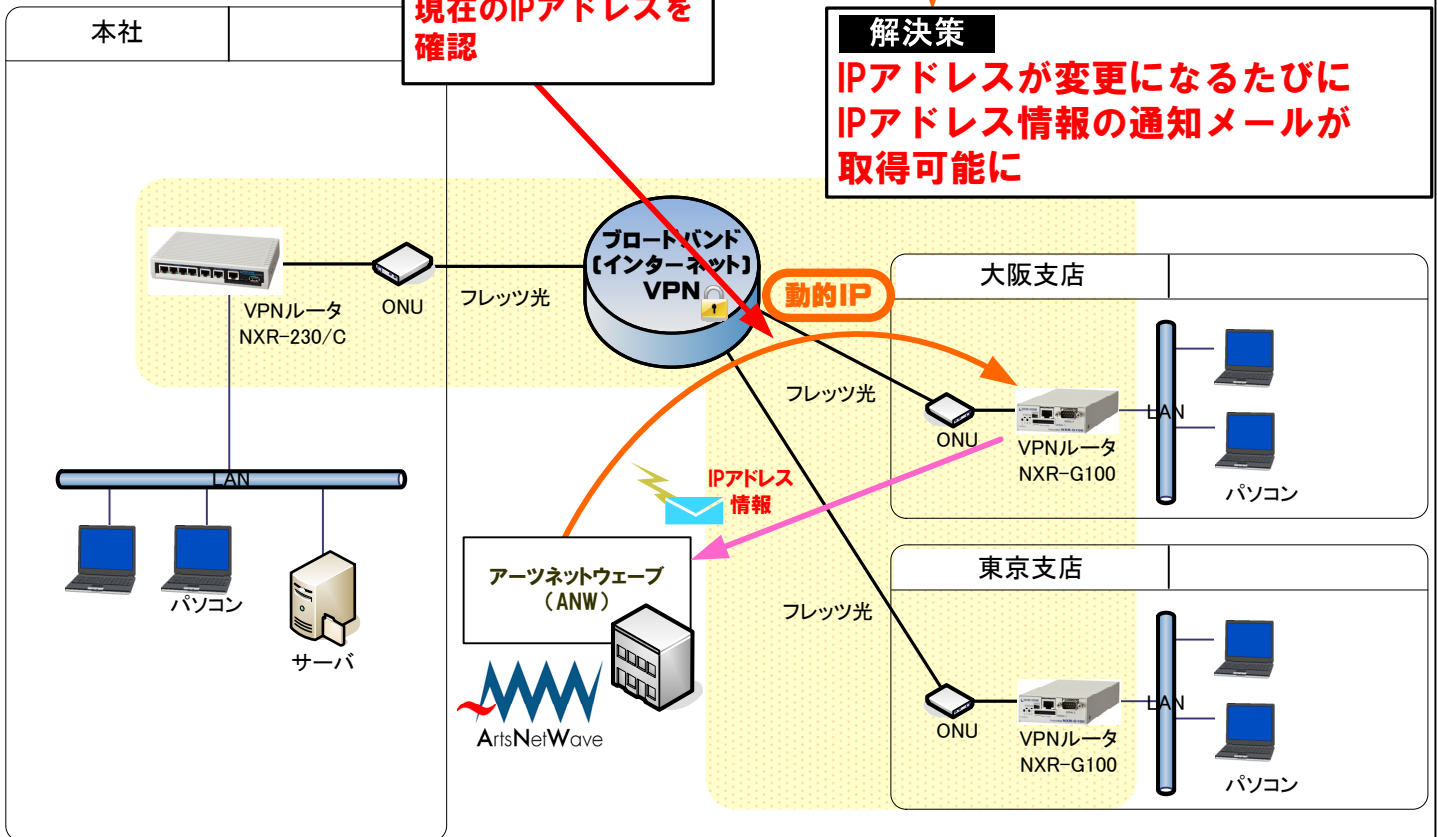 現在のIPアドレスを
確認
本社
解決策
IPアドレスが変更になるたびに
IPアドレス情報の通知メールが
取得可能に
ブロードバンド
(インターネット)
VPN
動的IP
VPNルータ
NXR-230/C
ONU
フレッツ光
LAN
パソコン
サーバ
大阪支店
フレッツ光
ONU
VPNルータ
NXR-G100
LAN
パソコン
IPアドレス
情報
アーツネットウェーブ
(ANW)
ArtsNetWave
東京支店
フレッツ光
ONU
VPNルータ
NXR-G100
LAN
パソコン